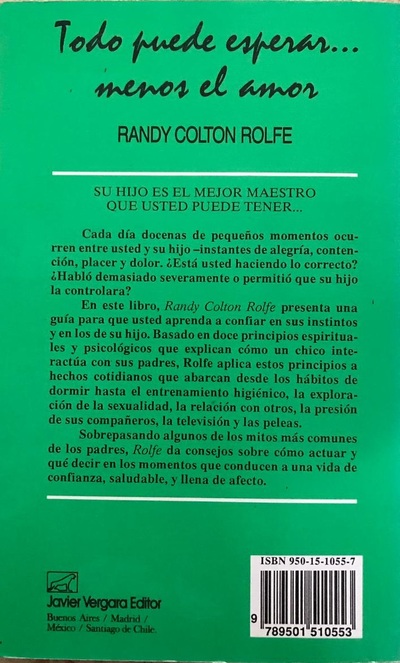 Todo puede esperar...
menos el amor
RANDY COLTON ROLFE
SU HIJO ES EL MEJOR MAESTRO
QUE USTED PUEDE TENER...
Cada día docenas de pequeños momentos ocu-
rren entre usted y su hijo –instantes de alegría, conten-
ción, placer y dolor. ¿Está usted haciendo lo correcto?
¿Habló demasiado severamente o permitió que su hijo
la controlara?
En este libro, Randy Colton Rolfe presenta una
guía para que usted aprenda a confiar en sus instintos
y en los de su hijo. Basado en doce principios espiritua-
les y psicológicos que explican cómo un chico inte-
ractúa con sus padres, Rolfe aplica estos principios a
hechos cotidianos que abarcan desde los hábitos de
dormir hasta el entrenamiento higiénico, la explora-
ción de la sexualidad, la relación con otros, la presión
de sus compañeros, la televisión y las peleas.
Sobrepasando algunos de los mitos más comunes
de los padres, Rolfe da consejos sobre cómo actuar y
qué decir en los momentos que conducen a una vida de
confianza, saludable, y llena de afecto.
Javier Vergara Editor
Buenos Aires / Madrid /
México / Santiago de Chile.
ISBN 950-15-1055-7
9 789501 510553